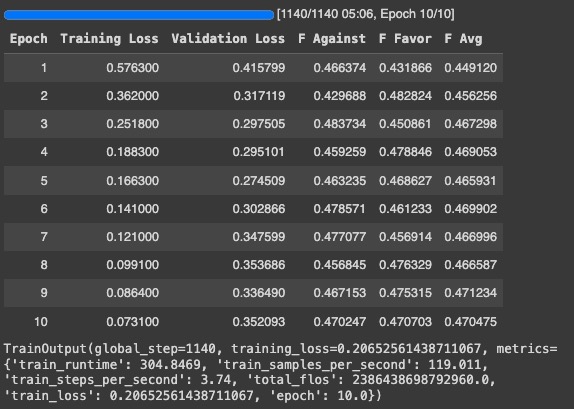 [1140/1140 05:06, Epoch 10/10]
Epoch Training Loss Validation Loss F Against F Favor F Avg
1 0.576300 0.415799 0.466374 0.431866 0.449120
2 0.362000 0.317119 0.429688 0.482824 0.456256
3 0.251800 0.297505 0.483734 0.450861 0.467298
4 0.188300 0.295101 0.459259 0.478846 0.469053
5 0.166300 0.274509 0.463235 0.468627 0.465931
6 0.141000 0.302866 0.478571 0.461233 0.469902
7 0.121000 0.347599 0.477077 0.456914 0.466996
8 0.099100 0.353686 0.456845 0.476329 0.466587
9 0.086400 0.336490 0.467153 0.475315 0.471234
10 0.073100 0.352093 0.470247 0.470703 0.470475
TrainOutput(global_step=1140, training_loss=0.20652561438711067, metrics=
{'train_runtime': 304.8469, 'train_samples_per_second': 119.011,
'train_steps_per_second': 3.74, 'total_flos': 2386438698792960.0,
'train_loss': 0.20652561438711067, 'epoch': 10.0})